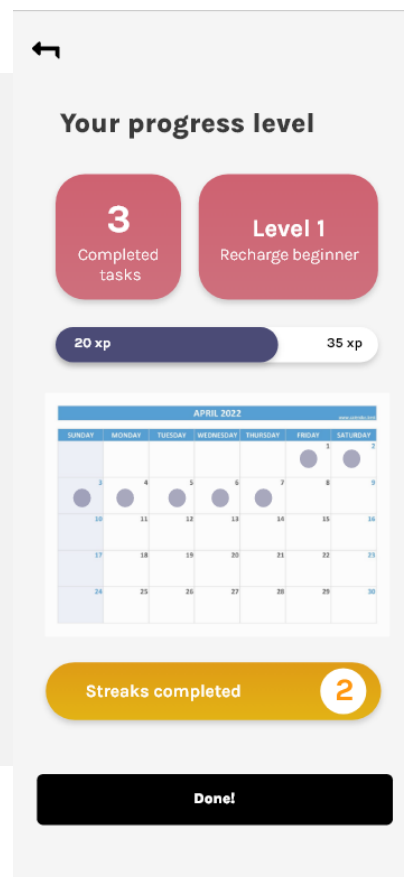 Your progress level
3
Completed
tasks
Level 1
Recharge beginner
20 xp
35 xp
APRIL 2022
SUNDAY MONDAY TUESDAY WEDNESDAY THURSDAY FRIDAY SATURDAY
1 2
3 4 5 6 7 8 9
10 11 12 13 14 15 16
17 18 19 20 21 22 23
24 25 26 27 28 29 30
Streaks completed
2
Done!